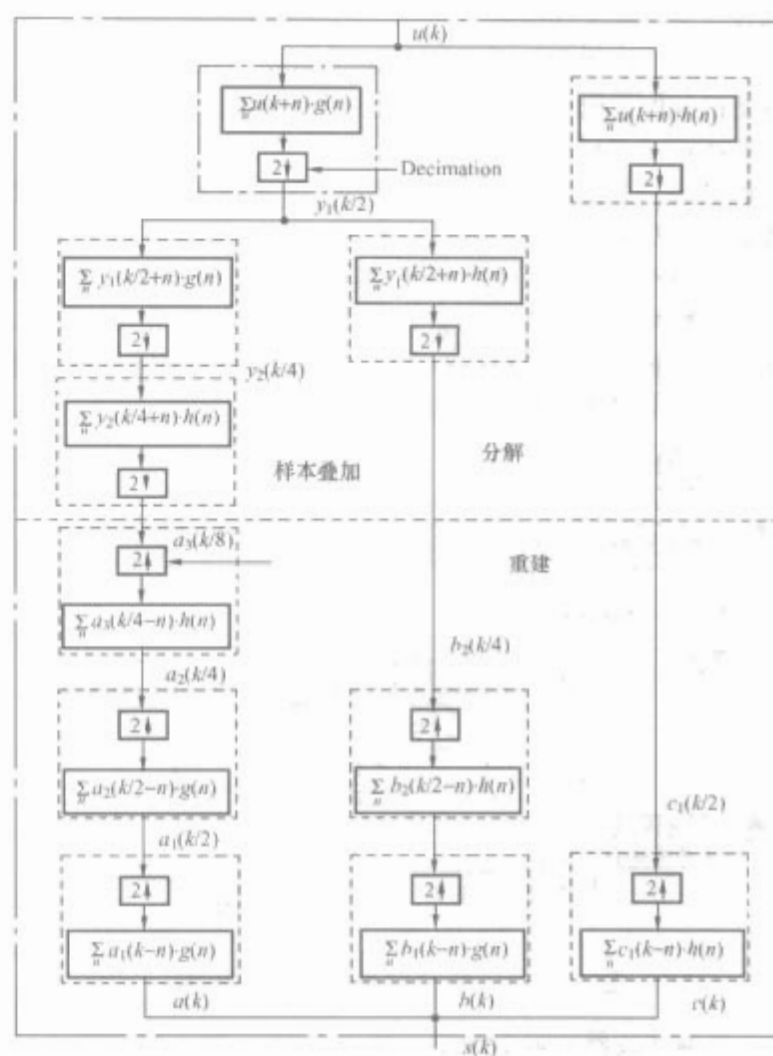 u(k)
∑ₙ u(k+n)·g(n)
∑ₙ u(k+n)·h(n)
2↓
Decimation
2↓
y₁(k/2)
∑ₙ y₁(k/2+n)·g(n)
∑ₙ y₁(k/2+n)·h(n)
2↓
2↓
y₂(k/4)
∑ₙ y₂(k/4+n)·h(n)
样本叠加
分解
2↓
a₃(k/8)
2↑
重建
∑ₙ a₃(k/4−n)·h(n)
b₂(k/4)
a₂(k/4)
2↑
2↑
∑ₙ a₂(k/2−n)·g(n)
∑ₙ b₂(k/2−n)·h(n)
c₁(k/2)
a₁(k/2)
2↑
2↑
2↑
∑ₙ a₁(k−n)·g(n)
∑ₙ b₁(k−n)·g(n)
∑ₙ c₁(k−n)·h(n)
a(k)
b(k)
c(k)
s(k)